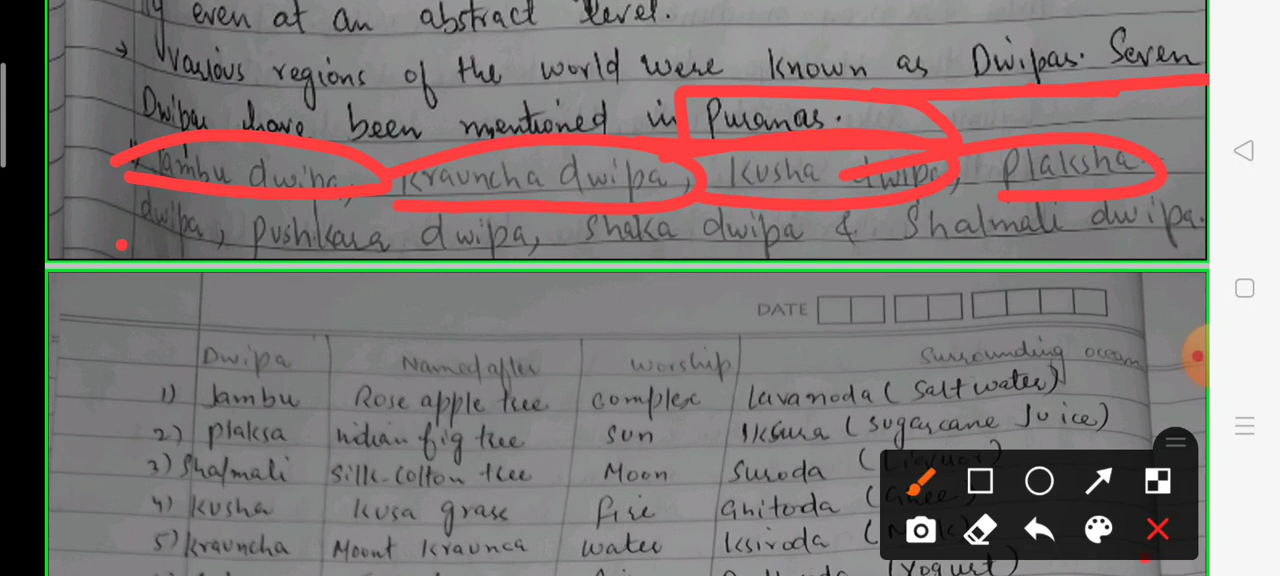 even at an abstract level.
→ various regions of the world were known as Dwipas. Seven
Dwipas have been mentioned in Puranas.
Jambu dwipa, Krauncha dwipa, Kusha dwipa, Plaksha
dwipa, Pushkara dwipa, Shaka dwipa & Shalmali dwipa.
DATE
Dwipa Named after worship Surrounding ocean
1) Jambu Rose apple tree complex Lavanoda (Salt water)
2) Plaksa Indian fig tree Sun Iksura (sugarcane Juice)
3) Shalmali Silk-cotton tree Moon Suroda (Liquor)
4) Kusha Kusa grass fire Gritoda (Ghee)
5) Krauncha Mount Kraunca water Ksiroda (
(Yogurt)